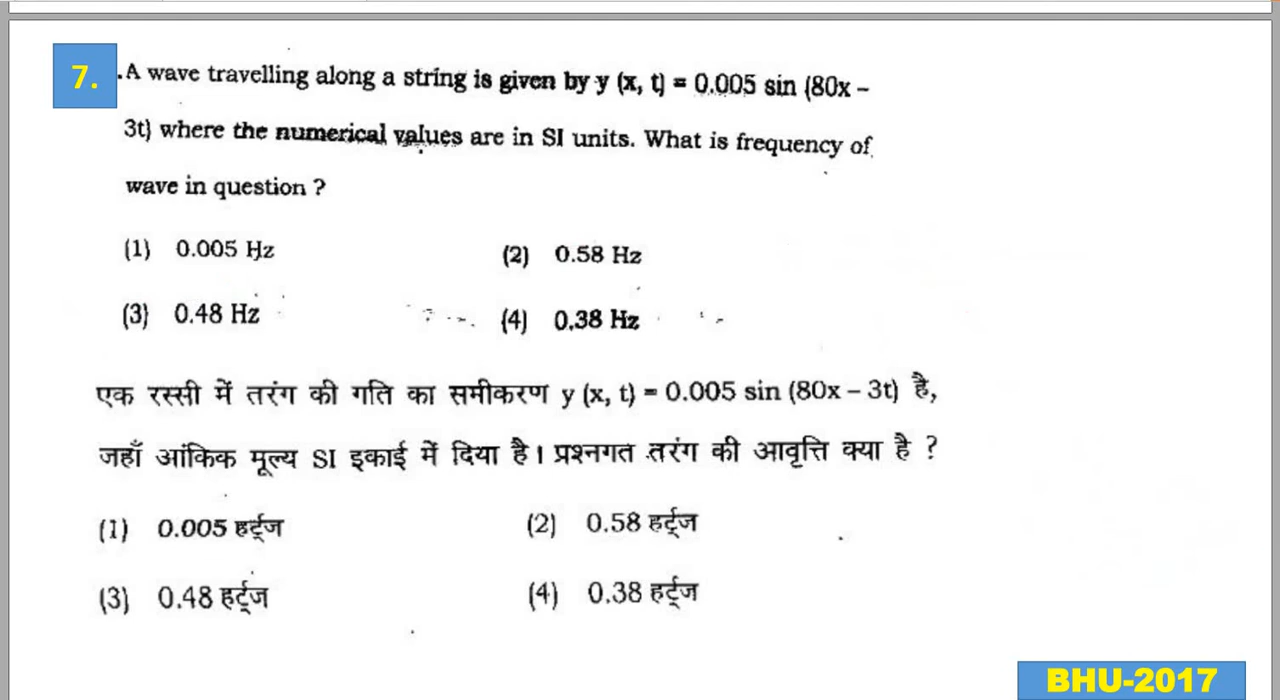 7. .A wave travelling along a string is given by y (x, t) = 0.005 sin (80x –
3t) where the numerical values are in SI units. What is frequency of
wave in question ?
(1) 0.005 Hz (2) 0.58 Hz
(3) 0.48 Hz (4) 0.38 Hz
एक रस्सी में तरंग की गति का समीकरण y (x, t) = 0.005 sin (80x – 3t) है,
जहाँ आंकिक मूल्य SI इकाई में दिया है। प्रश्नगत तरंग की आवृत्ति क्या है ?
(1) 0.005 हर्ट्ज (2) 0.58 हर्ट्ज
(3) 0.48 हर्ट्ज (4) 0.38 हर्ट्ज
BHU-2017